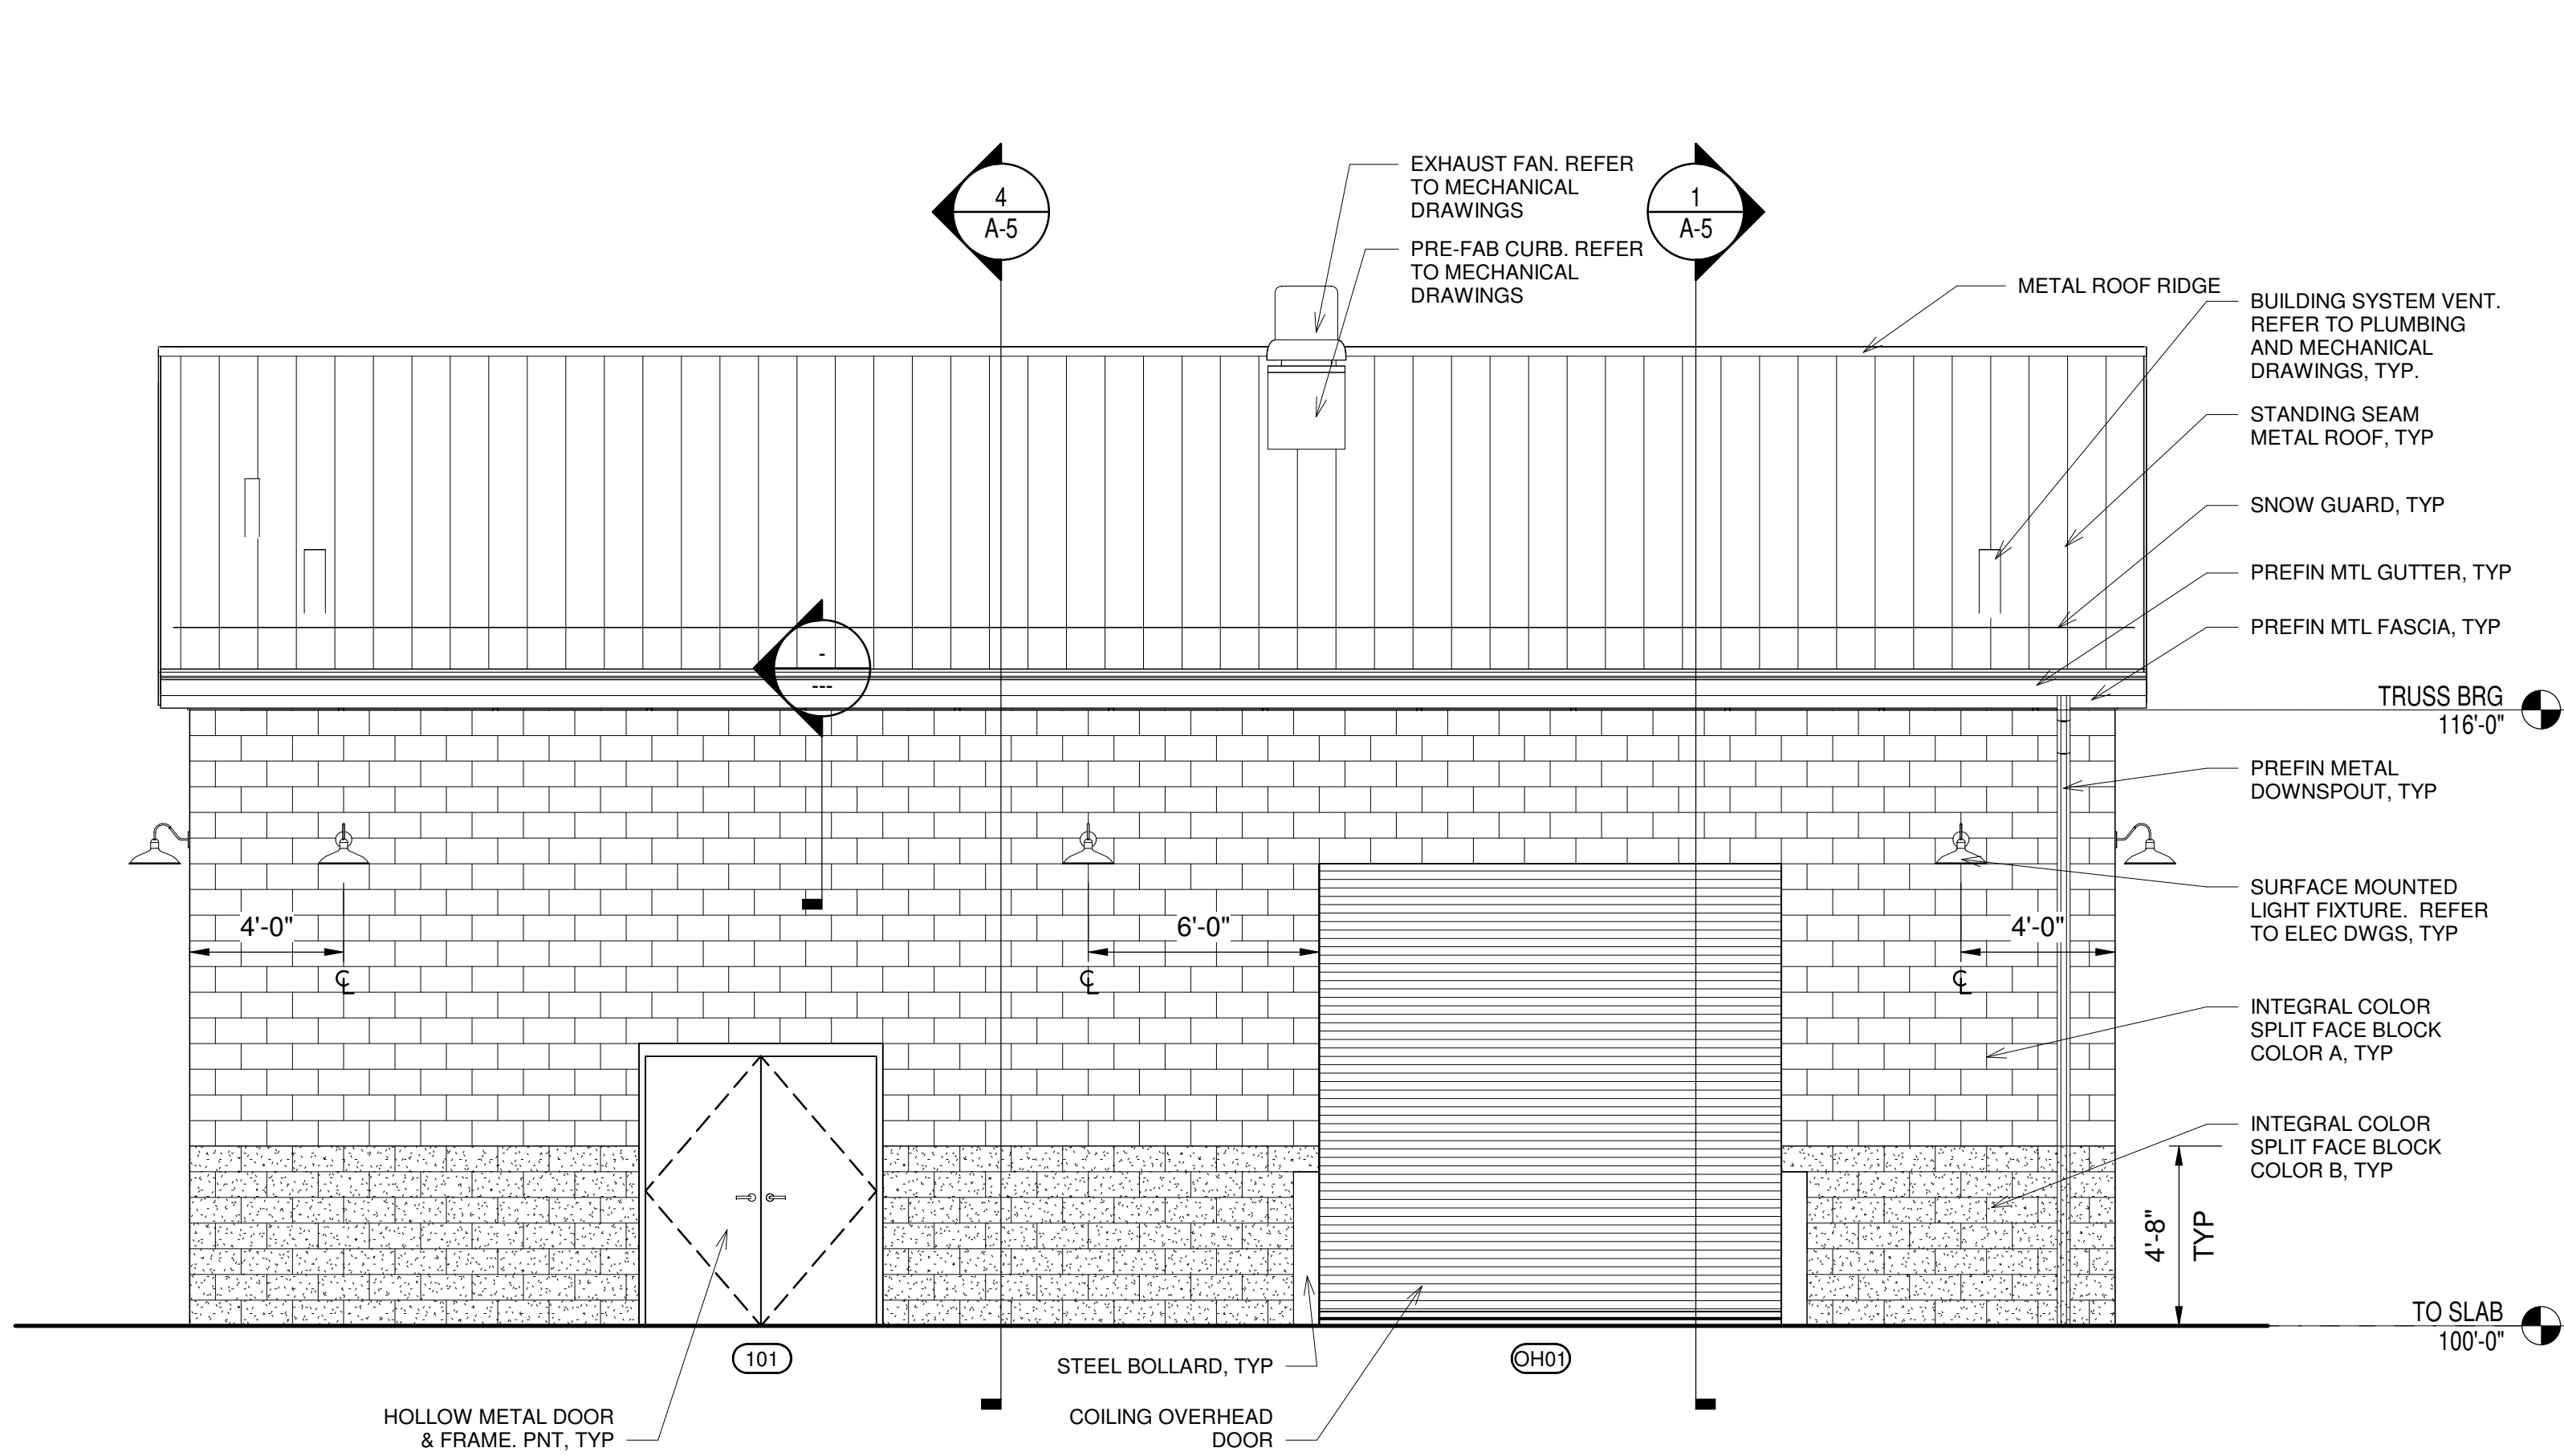 4
A-5
EXHAUST FAN. REFER
TO MECHANICAL
DRAWINGS
PRE-FAB CURB. REFER
TO MECHANICAL
DRAWINGS
1
A-5
METAL ROOF RIDGE
BUILDING SYSTEM VENT.
REFER TO PLUMBING
AND MECHANICAL
DRAWINGS, TYP.
STANDING SEAM
METAL ROOF, TYP
SNOW GUARD, TYP
PREFIN MTL GUTTER, TYP
PREFIN MTL FASCIA, TYP
-
---
TRUSS BRG
116'-0"
PREFIN METAL
DOWNSPOUT, TYP
SURFACE MOUNTED
LIGHT FIXTURE.  REFER
TO ELEC DWGS, TYP
4'-0"
6'-0"
4'-0"
℄
℄
℄
INTEGRAL COLOR
SPLIT FACE BLOCK
COLOR A, TYP
INTEGRAL COLOR
SPLIT FACE BLOCK
COLOR B, TYP
4'-8"
TYP
TO SLAB
100'-0"
101
OH01
STEEL BOLLARD, TYP
HOLLOW METAL DOOR
& FRAME. PNT, TYP
COILING OVERHEAD
DOOR